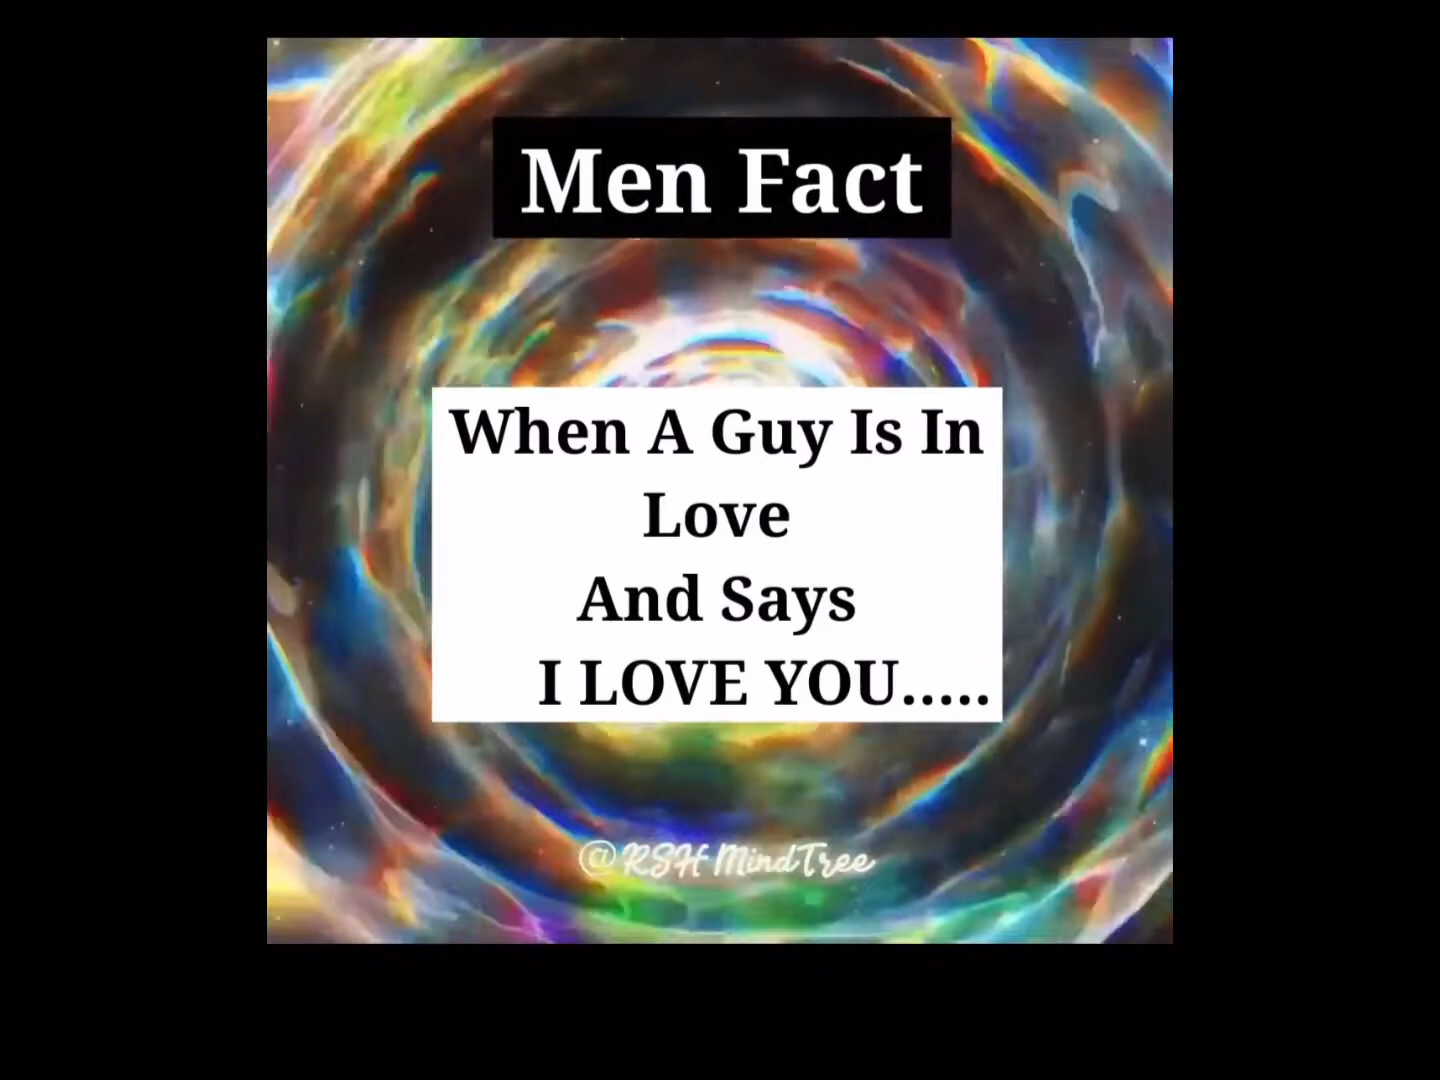 Men Fact
When A Guy Is In
Love
And Says
I LOVE YOU.....
@RSH MindTree